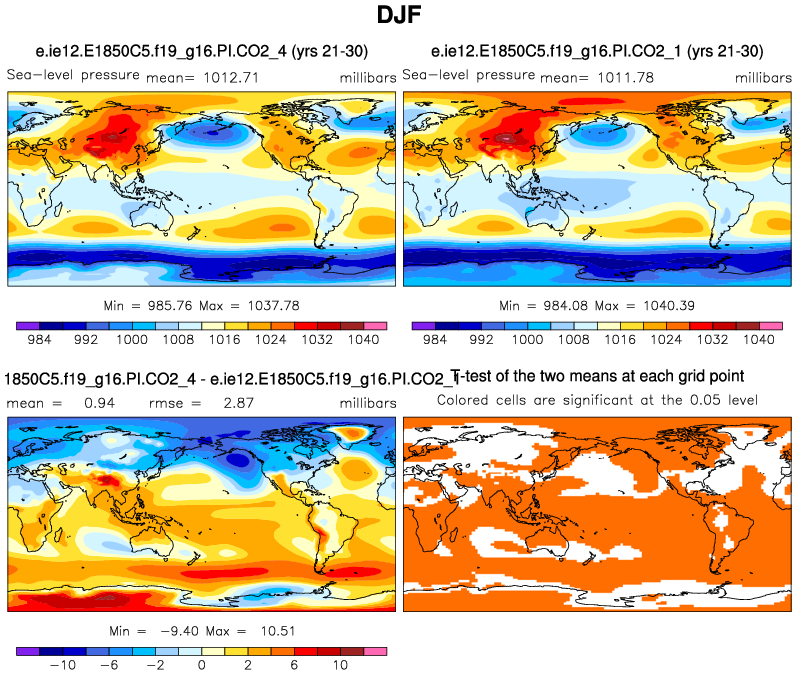 DJF
e.ie12.E1850C5.f19_g16.PI.CO2_4 (yrs 21-30)
Sea-level pressure mean= 1012.71 millibars
Min = 985.76 Max = 1037.78
984 992 1000 1008 1016 1024 1032 1040
e.ie12.E1850C5.f19_g16.PI.CO2_1 (yrs 21-30)
Sea-level pressure mean= 1011.78 millibars
Min = 984.08 Max = 1040.39
984 992 1000 1008 1016 1024 1032 1040
1850C5.f19_g16.PI.CO2_4 - e.ie12.E1850C5.f19_g16.PI.CO2_
mean = 0.94 rmse = 2.87 millibars
Min = -9.40 Max = 10.51
-10 -6 -2 0 2 6 10
T-test of the two means at each grid point
Colored cells are significant at the 0.05 level